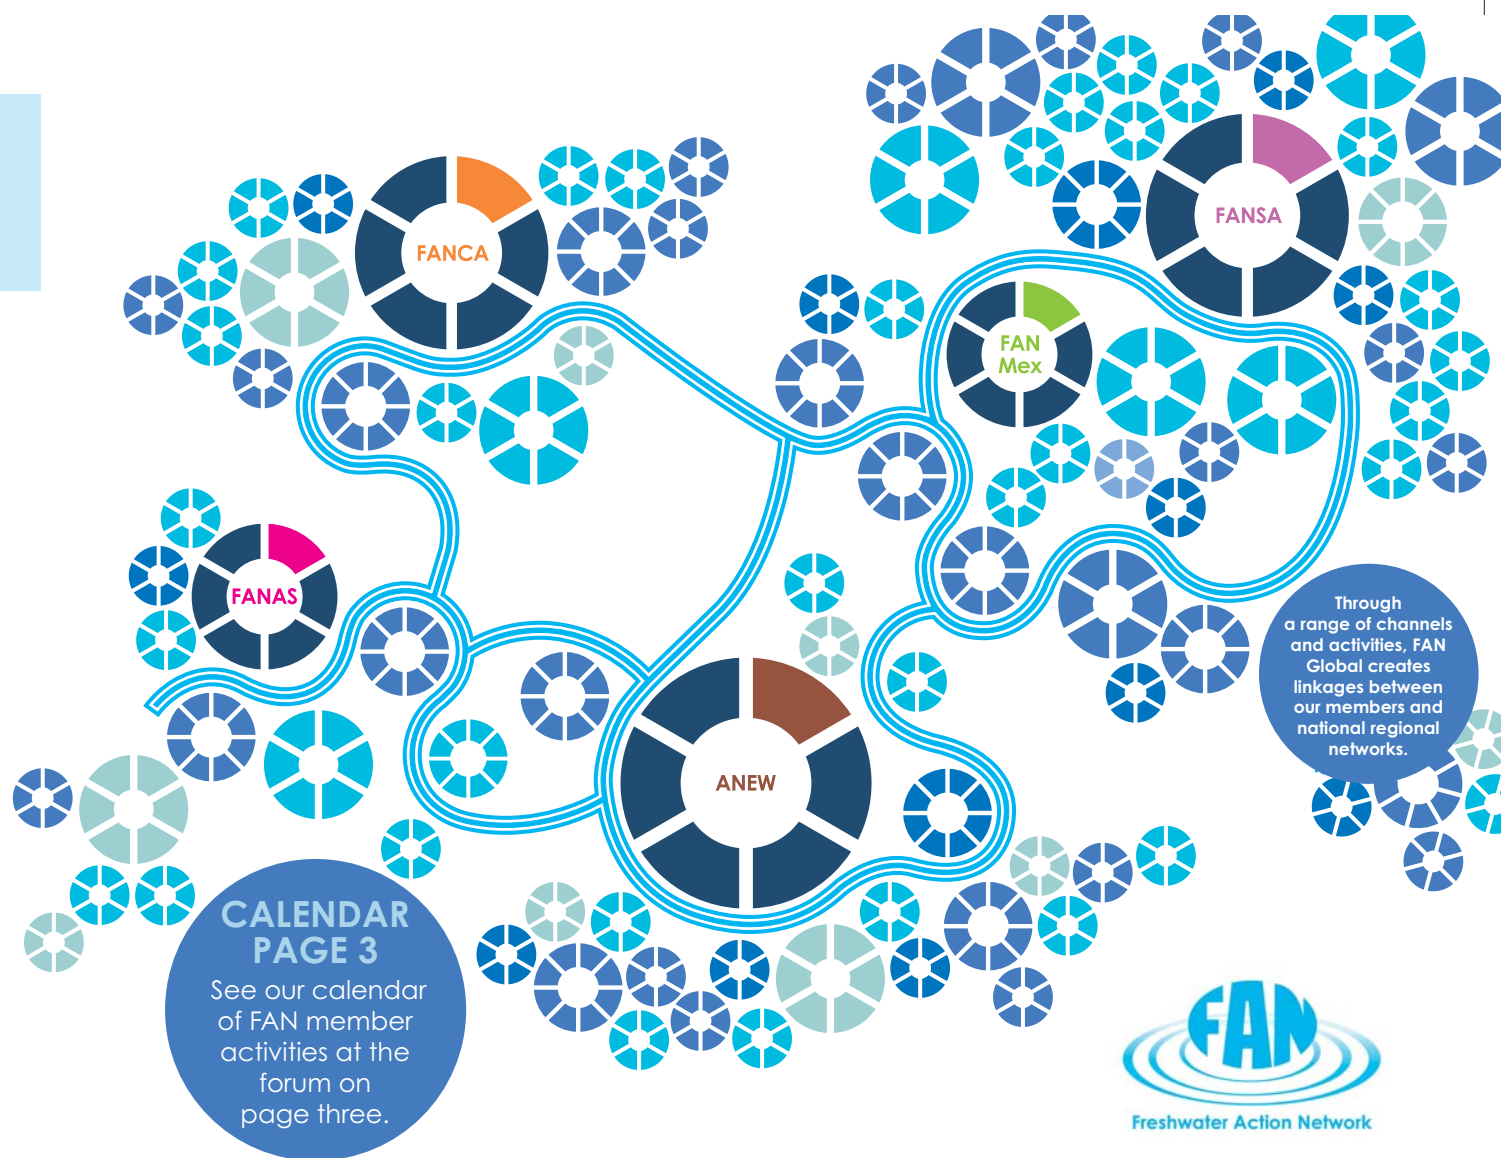 FANCA
FANSA
FAN
Mex
FANAS
Through
a range of channels
and activities, FAN
Global creates
linkages between
our members and
national regional
networks.
ANEW
CALENDAR
PAGE 3
See our calendar
of FAN member
activities at the
forum on
page three.
FAN
Freshwater Action Network